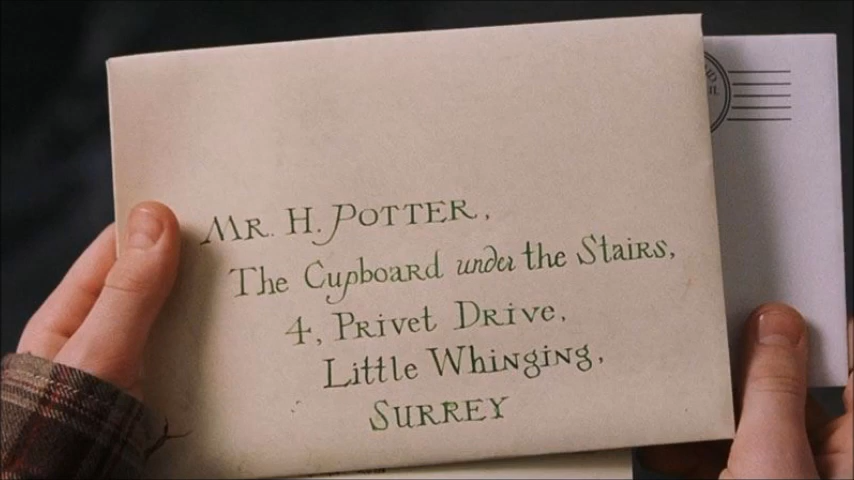 Mr. H. Potter,
The Cupboard under the Stairs,
4, Privet Drive,
Little Whinging,
SURREY